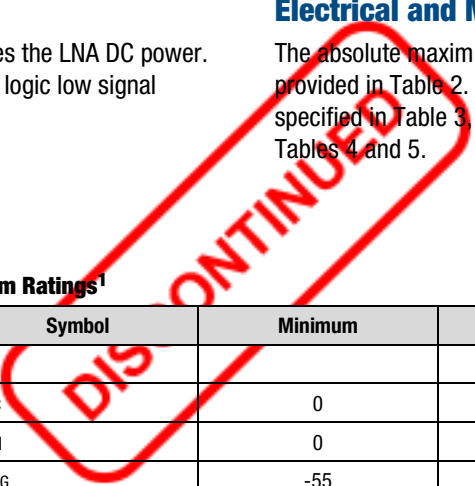 es the LNA DC power.
logic low signal
Electrical and M
The absolute maxim
provided in Table 2.
specified in Table 3,
Tables 4 and 5.
m Ratings1
Symbol Minimum
0
0
G -55
DISCONTINUED